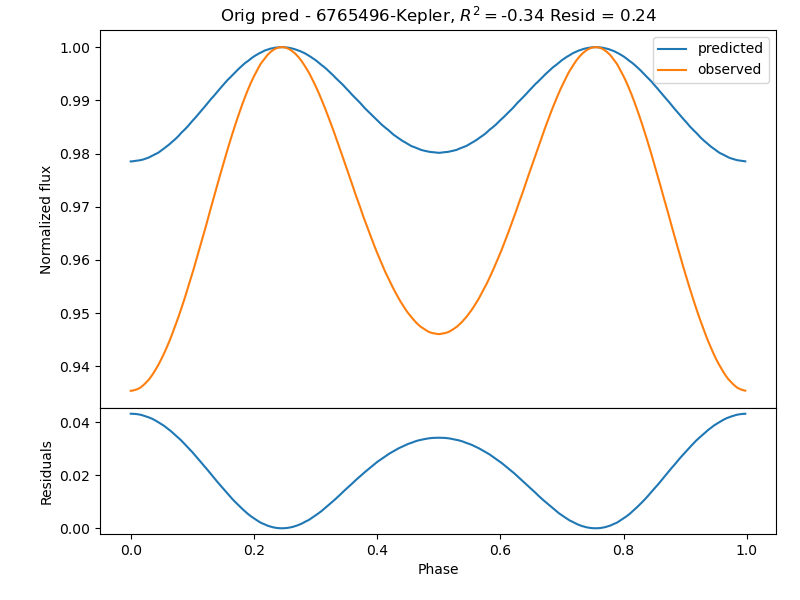 Orig pred - 6765496-Kepler, $R^2 = $-0.34 Resid = 0.24
predicted
observed
Normalized flux
1.00
0.99
0.98
0.97
0.96
0.95
0.94
Residuals
0.04
0.02
0.00
0.0 0.2 0.4 0.6 0.8 1.0
Phase